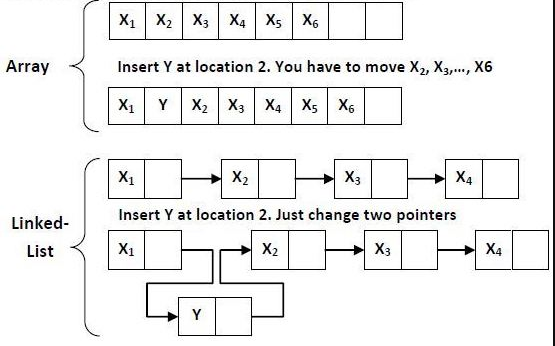 X₁ X₂ X₃ X₄ X₅ X₆
Array
Insert Y at location 2. You have to move X₂, X₃,..., X6
X₁ Y X₂ X₃ X₄ X₅ X₆
X₁ X₂ X₃ X₄
Linked-
List
Insert Y at location 2. Just change two pointers
X₁ X₂ X₃ X₄
Y